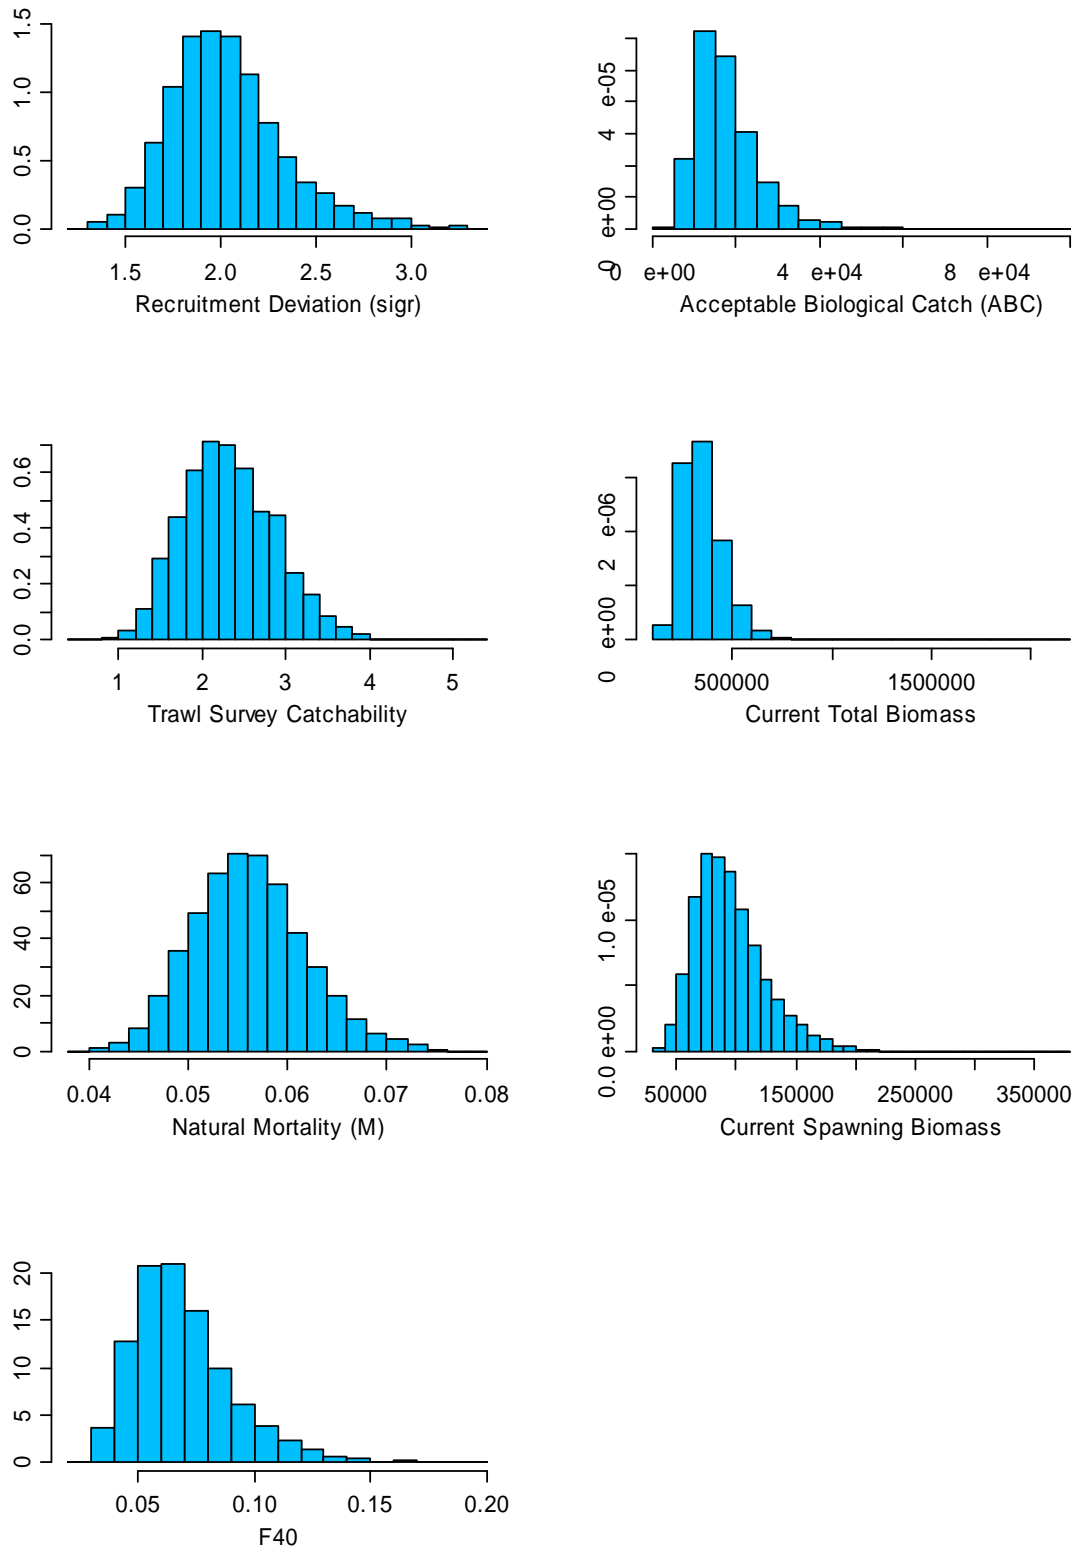 0.0 0.5 1.0 1.5
1.5 2.0 2.5 3.0
Recruitment Deviation (sigr)
0 e+00 4 e-05
0 e+00 4 e+04 8 e+04
Acceptable Biological Catch (ABC)
0.0 0.2 0.4 0.6
1 2 3 4 5
Trawl Survey Catchability
0 e+00 2 e-06
500000 1500000
Current Total Biomass
0 20 40 60
0.04 0.05 0.06 0.07 0.08
Natural Mortality (M)
0.0 e+00 1.0 e-05
50000 150000 250000 350000
Current Spawning Biomass
0 5 10 15 20
0.05 0.10 0.15 0.20
F40